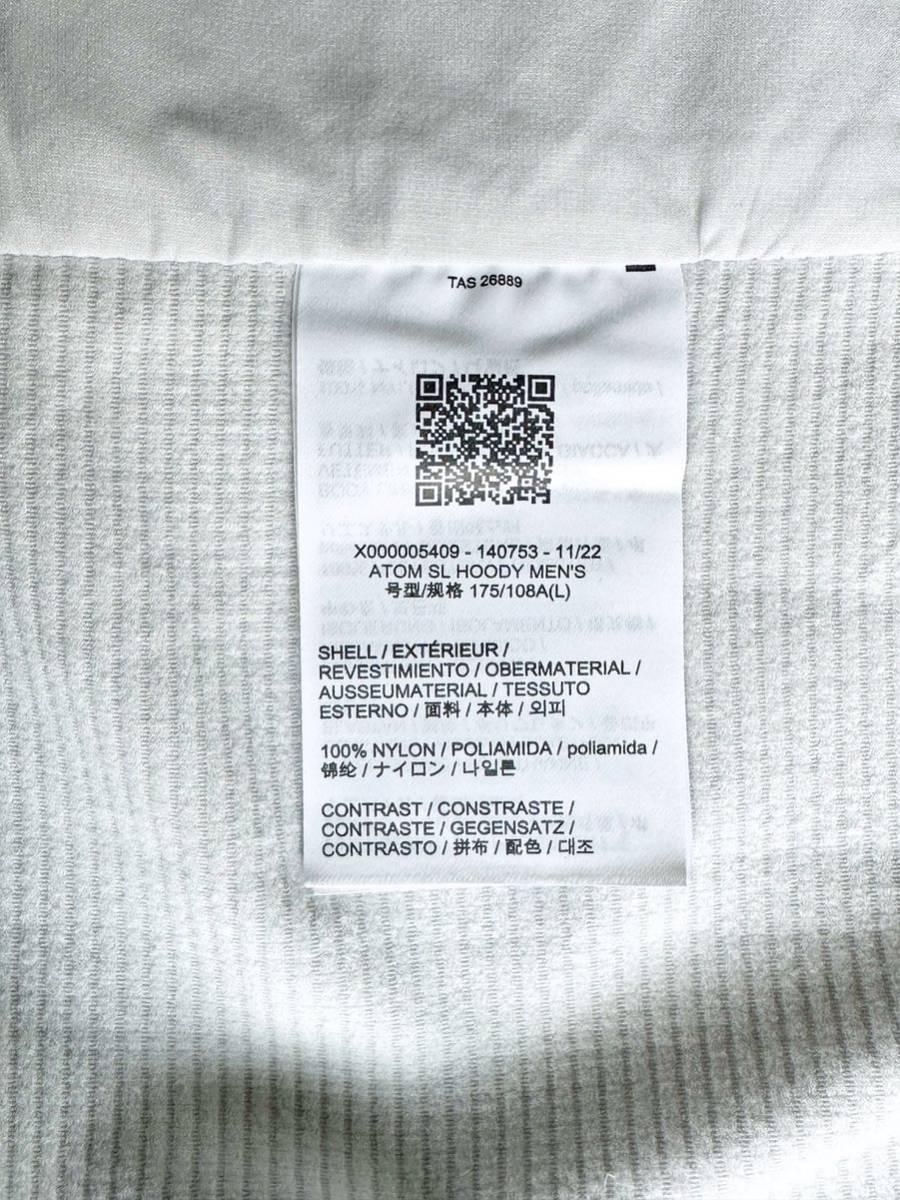 TAS 26889
X000005409 - 140753 - 11/22
ATOM SL HOODY MEN'S
号型/规格 175/108A(L)
SHELL / EXTÉRIEUR /
REVESTIMIENTO / OBERMATERIAL /
AUSSEUMATERIAL / TESSUTO
ESTERNO / 面料 / 本体 / 외피
100% NYLON / POLIAMIDA / poliamida /
锦纶 / ナイロン / 나일론
CONTRAST / CONSTRASTE /
CONTRASTE / GEGENSATZ /
CONTRASTO / 拼布 / 配色 / 대조